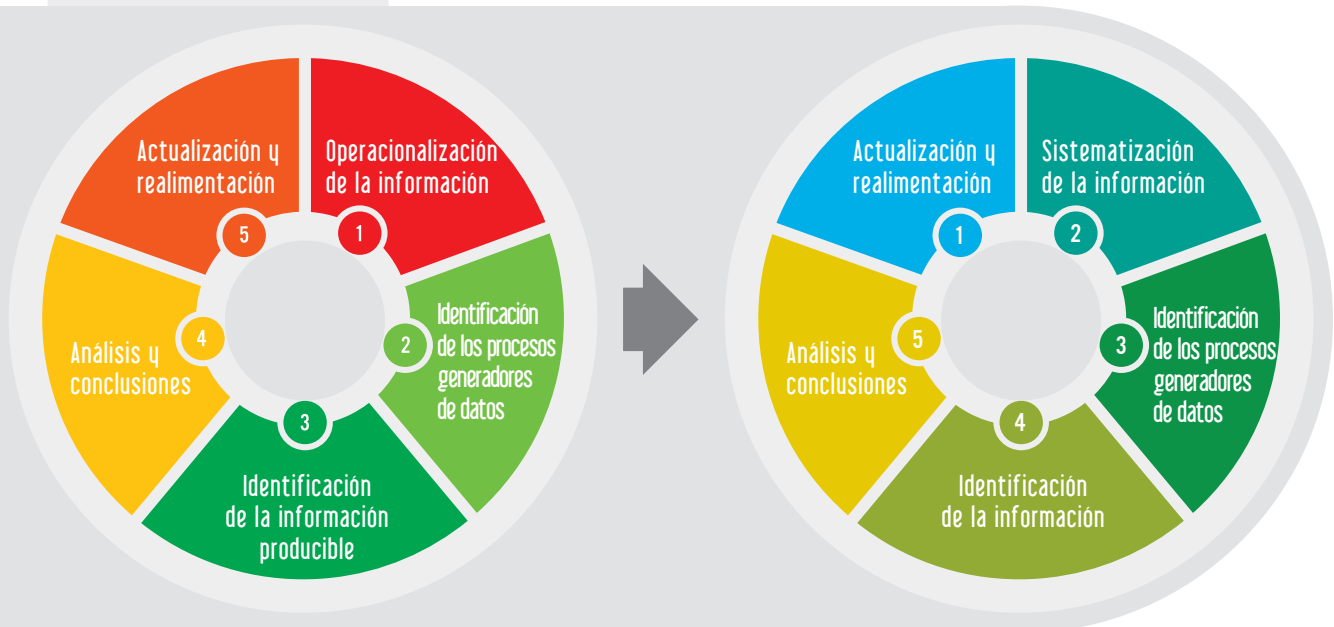 Operacionalización
de la información
1
Identificación
de los procesos
generadores
de datos
2
Identificación
de la información
producible
3
Análisis y
conclusiones
4
Actualización y
realimentación
5
Actualización y
realimentación
1
Sistematización
de la información
2
Identificación
de los procesos
generadores
de datos
3
Identificación
de la información
4
Análisis y
conclusiones
5